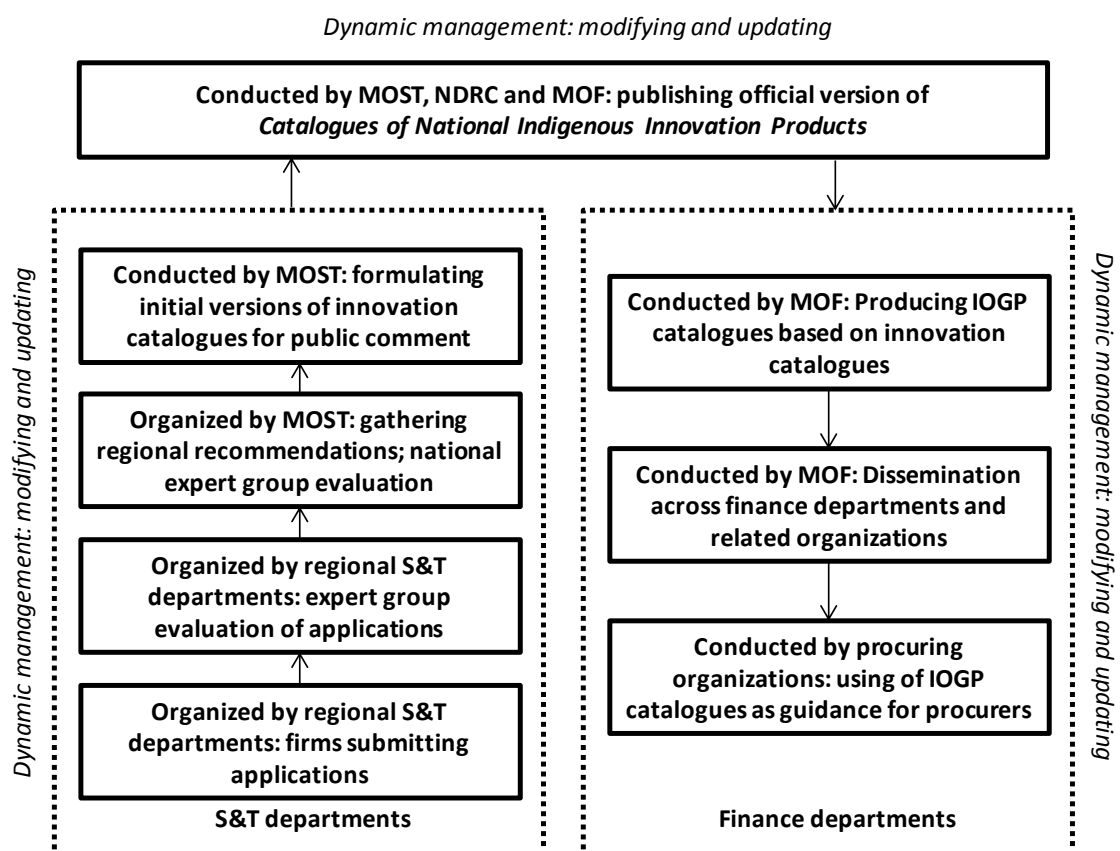 Dynamic management: modifying and updating
Conducted by MOST, NDRC and MOF: publishing official version of
Catalogues of National Indigenous Innovation Products
Dynamic management: modifying and updating
Conducted by MOST: formulating
initial versions of innovation
catalogues for public comment
Organized by MOST: gathering
regional recommendations; national
expert group evaluation
Organized by regional S&T
departments: expert group
evaluation of applications
Organized by regional S&T
departments: firms submitting
applications
S&T departments
Conducted by MOF: Producing IOGP
catalogues based on innovation
catalogues
Conducted by MOF: Dissemination
across finance departments and
related organizations
Conducted by procuring
organizations: using of IOGP
catalogues as guidance for procurers
Finance departments
Dynamic management: modifying and updating